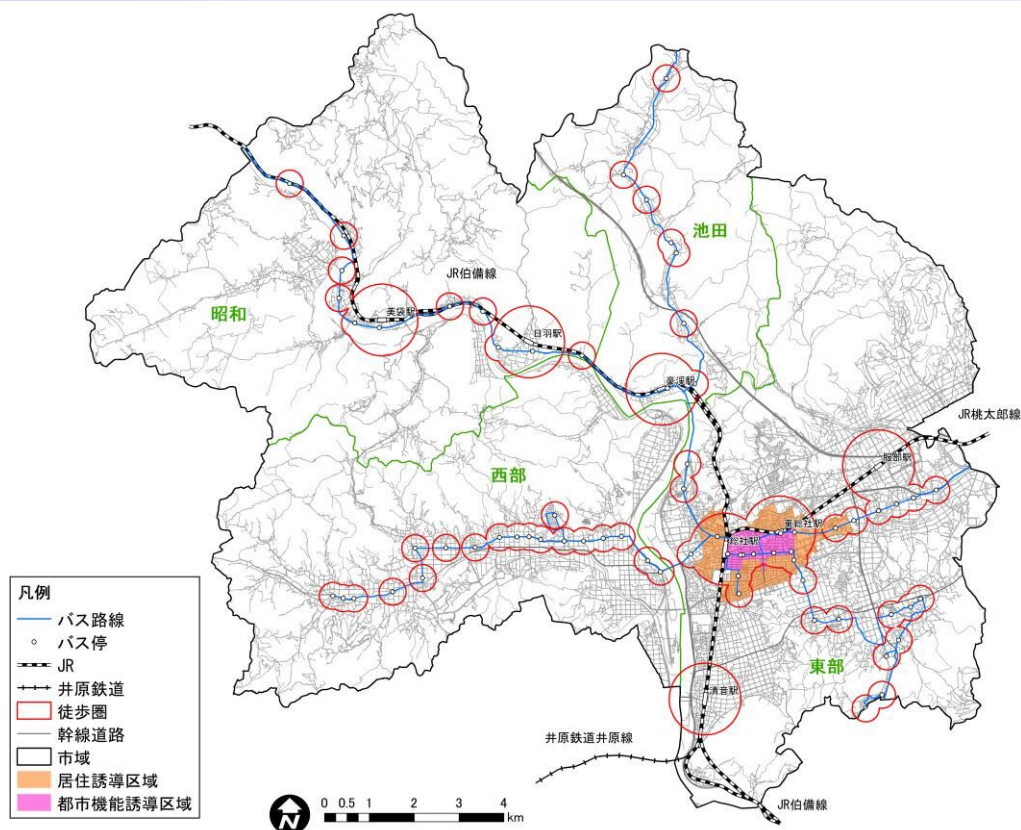 池田
JR伯備線
昭和
美袋駅
日羽駅
豪渓駅
JR桃太郎線
服部駅
西部
東総社駅
総社駅
東部
清音駅
井原鉄道井原線
JR伯備線
凡例
バス路線
バス停
JR
井原鉄道
徒歩圏
幹線道路
市域
居住誘導区域
都市機能誘導区域
N
0 0.5 1 2 3 4
km